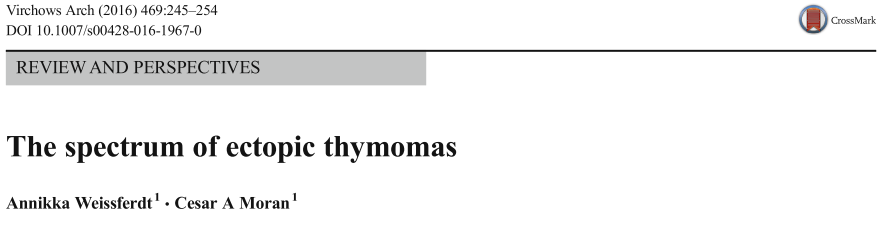 Virchows Arch (2016) 469:245–254
DOI 10.1007/s00428-016-1967-0
CrossMark
REVIEW AND PERSPECTIVES
The spectrum of ectopic thymomas
Annikka Weissferdt1 · Cesar A Moran1